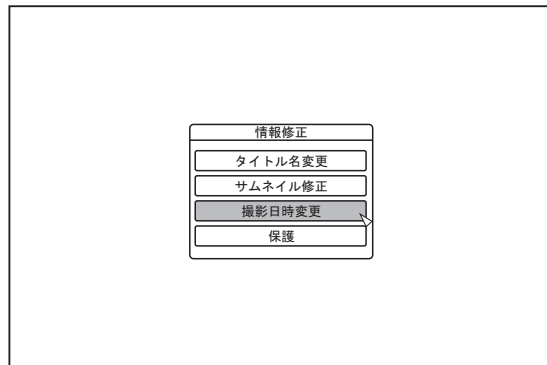 情報修正
タイトル名変更
サムネイル修正
撮影日時変更
保護